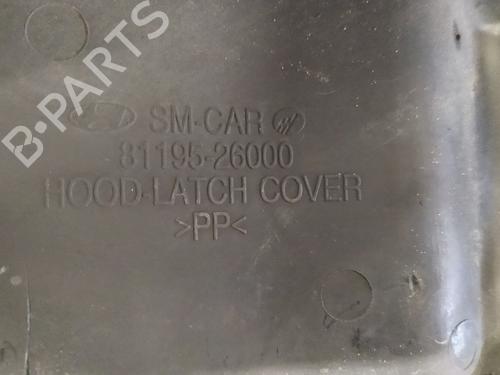 B-PARTS
SM-CAR
81195-26000
HOOD-LATCH COVER
>PP<